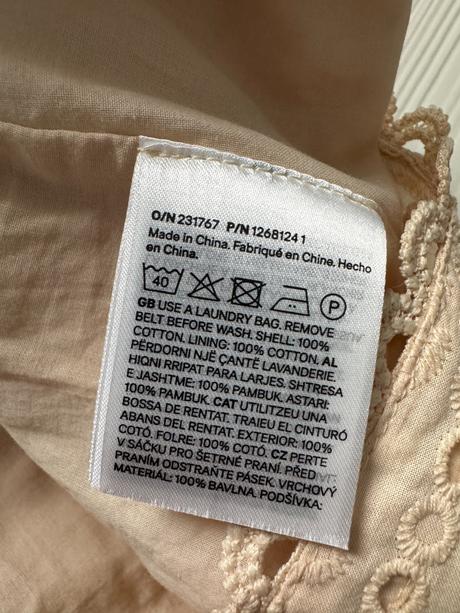 O/N 231767 P/N 1268124 1
Made in China. Fabriqué en Chine. Hecho
en China.
40
P
GB USE A LAUNDRY BAG. REMOVE
BELT BEFORE WASH. SHELL: 100%
COTTON. LINING: 100% COTTON. AL
PËRDORNI NJË ÇANTË LAVANDERIE.
HIQNI RRIPAT PARA LARJES. SHTRESA
E JASHTME: 100% PAMBUK. ASTARI:
100% PAMBUK. CAT UTILITZEU UNA
BOSSA DE RENTAT. TRAIEU EL CINTURÓ
ABANS DEL RENTAT. EXTERIOR: 100%
COTÓ. FOLRE: 100% COTÓ. CZ PERTE
V SÁČKU PRO ŠETRNÉ PRANÍ. PŘED
PRANÍM ODSTRAŇTE PÁSEK. VRCHOVÝ
MATERIÁL: 100% BAVLNA. PODŠÍVKA: